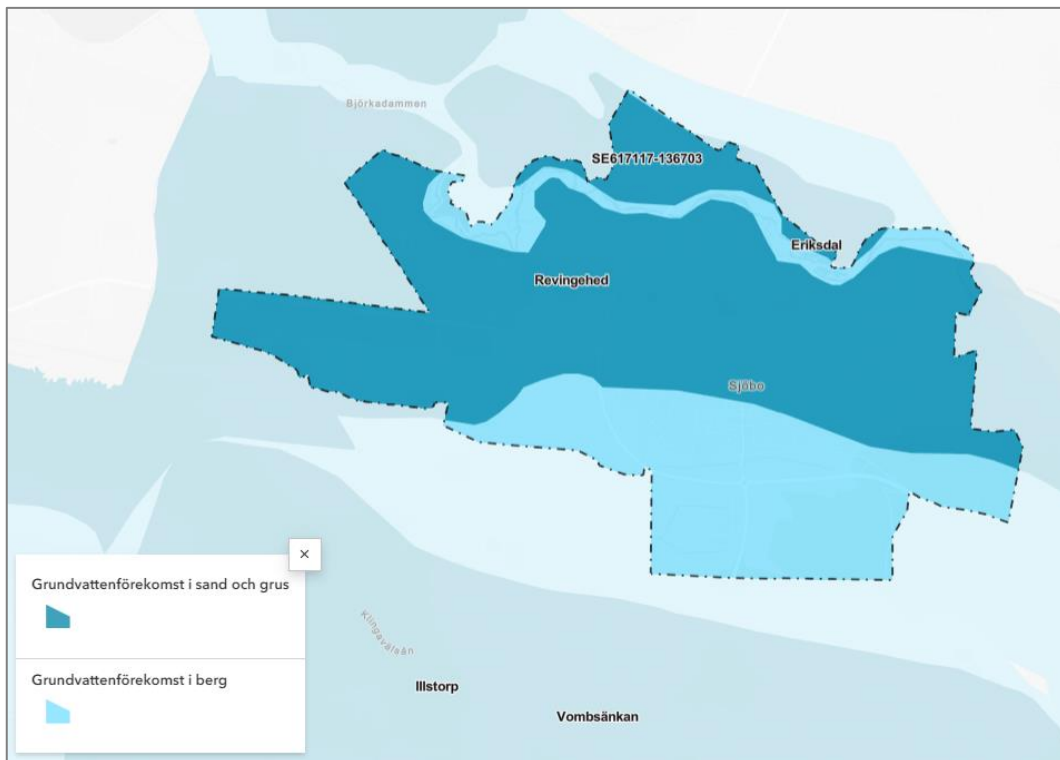 Björkadammen
SE617117-136703
Eriksdal
Revingehed
Sjöbo
Grundvattenförekomst i sand och grus
Grundvattenförekomst i berg
Klingavälsån
Illstorp
Vombsänkan